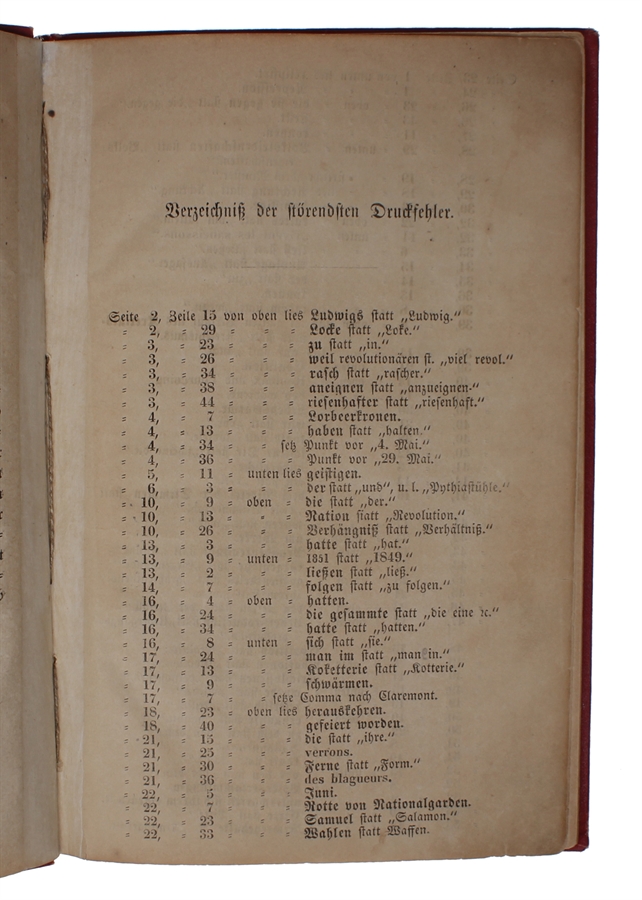 Verzeichniß der störendsten Druckfehler.
Seite 2, Zeile 15 von oben lies Ludwigs statt „Ludwig."
= 2, = 29 = = = Locke statt „Loke."
= 3, = 23 = = = zu statt „in."
= 3, = 26 = = = weil revolutionären st. „viel revol."
= 3, = 34 = = = rasch statt „rascher."
= 3, = 38 = = = aneignen statt „anzueignen."
= 3, = 44 = = = riesenhafter statt „riesenhaft."
= 4, = 7 = = = Lorbeerkronen.
= 4, = 13 = = = haben statt „halten."
= 4, = 34 = = setz Punkt vor „4. Mai."
= 4, = 36 = = = Punkt vor „29. Mai."
= 5, = 11 = unten lies geistigen.
= 6, = 3 = = = der statt „und", u. l. „Pythiastühle."
= 10, = 9 = oben = die statt „der."
= 10, = 13 = = = Nation statt „Revolution."
= 10, = 26 = = = Verhängniß statt „Verhältniß."
= 13, = 3 = = = hatte statt „hat."
= 13, = 9 = unten = 1851 statt „1849."
= 13, = 2 = = = ließen statt „ließ."
= 14, = 7 = = = folgen statt „zu folgen."
= 16, = 4 = oben = hatten.
= 16, = 24 = = = die gesammte statt „die eine ꝛc."
= 16, = 34 = = = hatte statt „hatten."
= 16, = 8 = unten = sich statt „sie."
= 17, = 24 = = = man im statt „man in."
= 17, = 13 = = = Koketterie statt „Kotterie."
= 17, = 9 = = = schwärmen.
= 17, = 7 = = setze Comma nach Claremont.
= 18, = 23 = oben lies herauskehren.
= 18, = 40 = = = gefeiert worden.
= 21, = 15 = = = die statt „ihre."
= 21, = 25 = = = verrons.
= 21, = 30 = = = Ferne statt „Form."
= 21, = 36 = = = des blagueurs.
= 22, = 5 = = = Juni.
= 22, = 7 = = = Rotte von Nationalgarden.
= 22, = 23 = = = Samuel statt „Salamon."
= 22, = 33 = = = Wahlen statt Waffen.